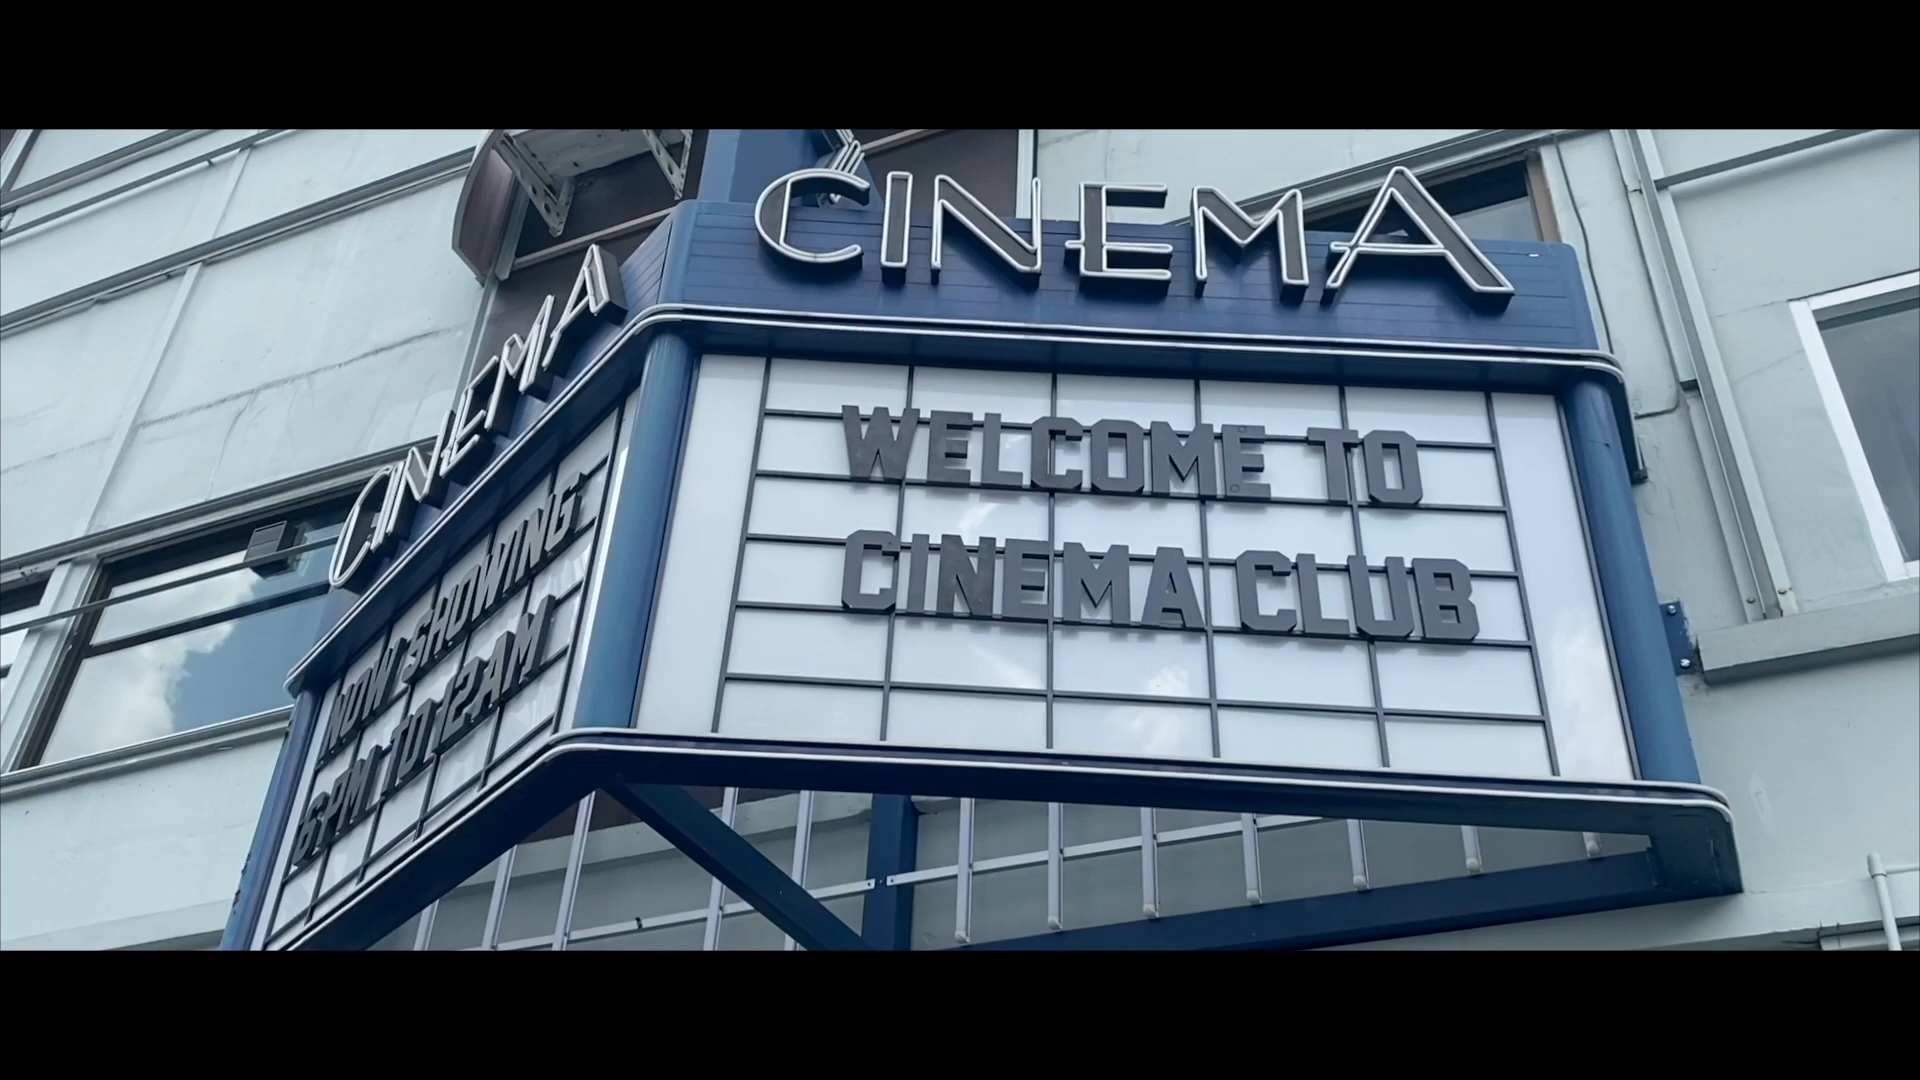 CINEMA
NOW SHOWING
6PM TO 12AM
CINEMA
WELCOME TO
CINEMA CLUB